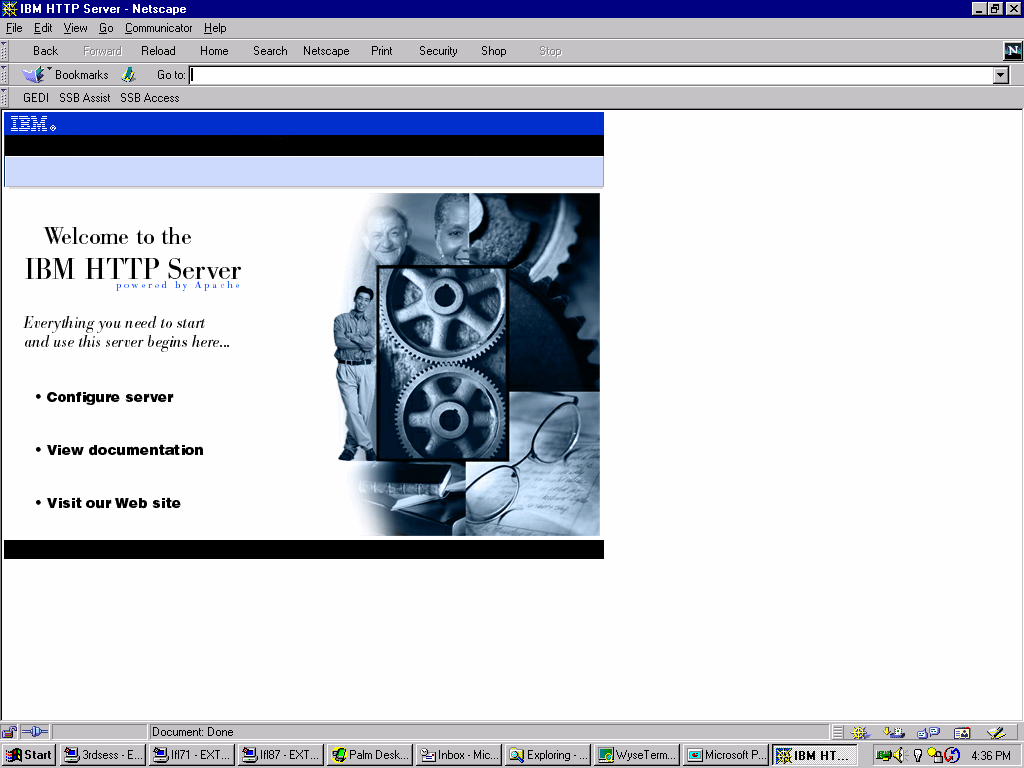 IBM HTTP Server - Netscape
File Edit View Go Communicator Help
Back Forward Reload Home Search Netscape Print Security Shop Stop
N
Bookmarks Go to:
GEDI SSB Assist SSB Access
IBM®
Welcome to the
IBM HTTP Server
powered by Apache
Everything you need to start
and use this server begins here...
• Configure server
• View documentation
• Visit our Web site
Document: Done
Start 3rdsess - E... lfl71 - EXT... lfl87 - EXT... Palm Desk... Inbox - Mic... Exploring - ... WyseTerm... Microsoft P... IBM HT... 4:36 PM